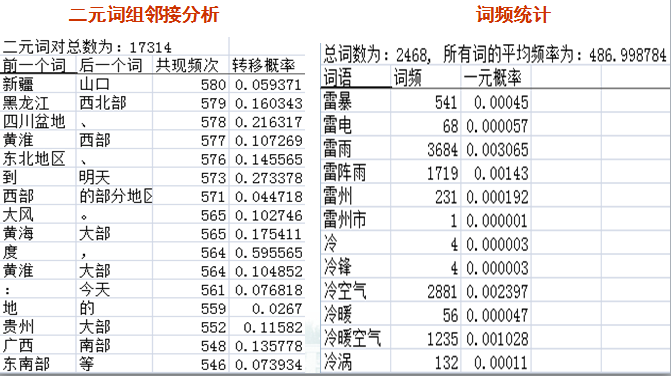 二元词组邻接分析
二元词对总数为：17314
前一个词 后一个词 共现频次 转移概率
新疆 山口 580 0.059371
黑龙江 西北部 579 0.160343
四川盆地 、 578 0.216317
黄淮 西部 577 0.107269
东北地区 、 576 0.145565
到 明天 573 0.273378
西部 的部分地区 571 0.044718
大风 。 565 0.102746
黄海 大部 565 0.175411
度 ， 564 0.595565
黄淮 大部 564 0.104852
： 今天 561 0.076818
地 的 559 0.0267
贵州 大部 552 0.11582
广西 南部 548 0.135778
东南部 等 546 0.073934
词频统计
总词数为：2468, 所有词的平均频率为：486.998784
词语 词频 一元概率
雷暴 541 0.00045
雷电 68 0.000057
雷雨 3684 0.003065
雷阵雨 1719 0.00143
雷州 231 0.000192
雷州市 1 0.000001
冷 4 0.000003
冷锋 4 0.000003
冷空气 2881 0.002397
冷暖 56 0.000047
冷暖空气 1235 0.001028
冷涡 132 0.00011